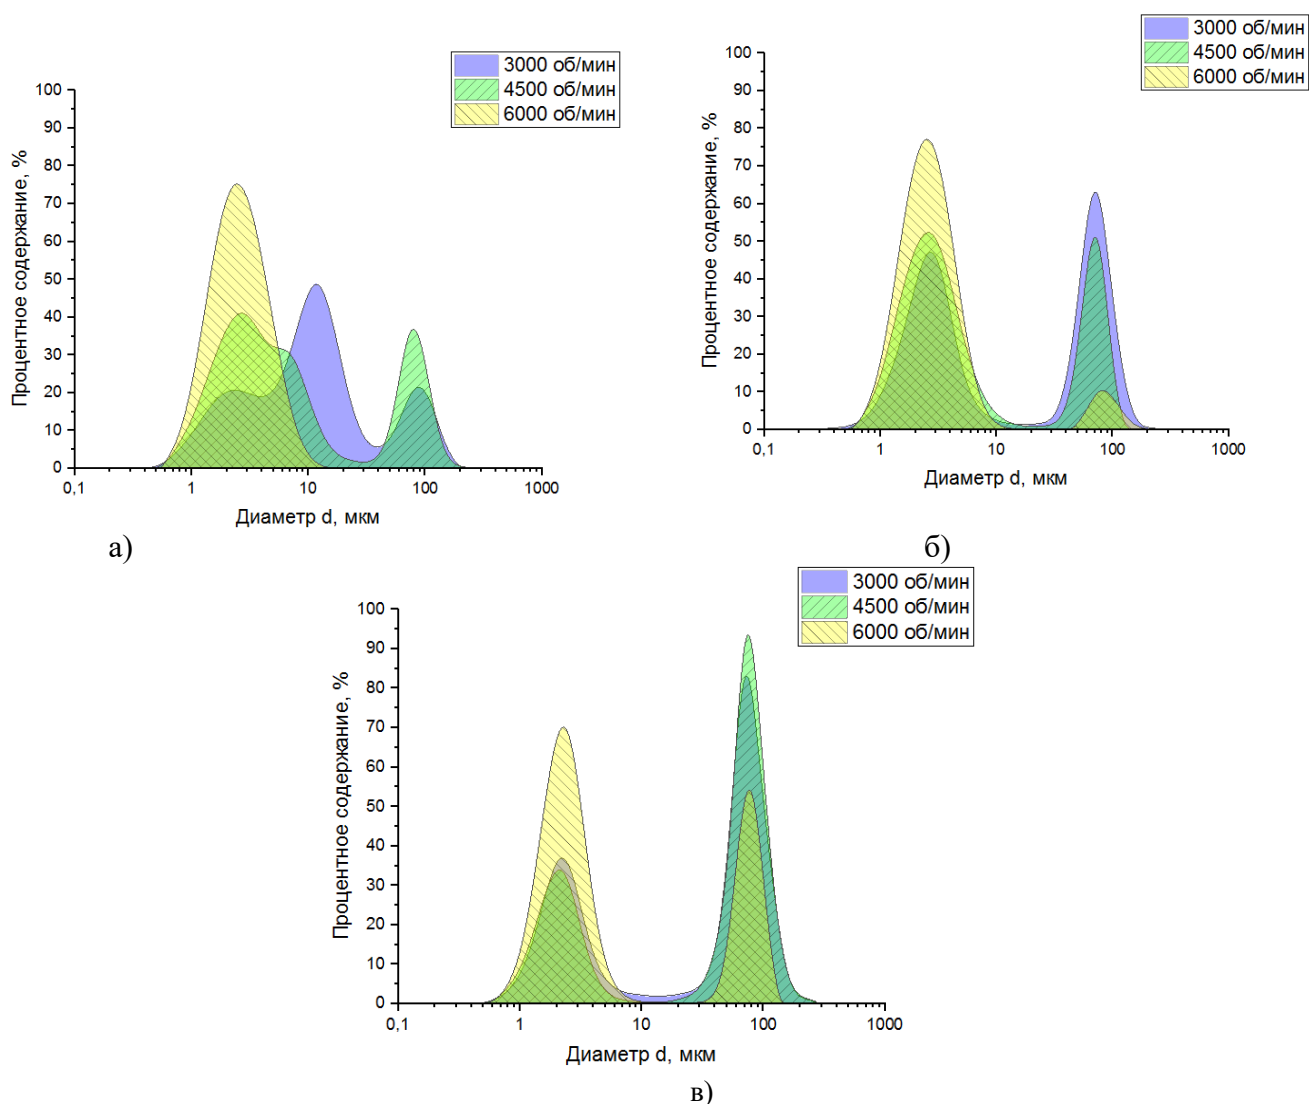 3000 об/мин
4500 об/мин
6000 об/мин
100
90
80
70
60
50
40
30
20
10
0
Процентное содержание, %
0,1 1 10 100 1000
Диаметр d, мкм
а)
3000 об/мин
4500 об/мин
6000 об/мин
100
90
80
70
60
50
40
30
20
10
0
Процентное содержание, %
0,1 1 10 100 1000
Диаметр d, мкм
б)
3000 об/мин
4500 об/мин
6000 об/мин
100
90
80
70
60
50
40
30
20
10
0
Процентное содержание, %
0,1 1 10 100 1000
Диаметр d, мкм
в)